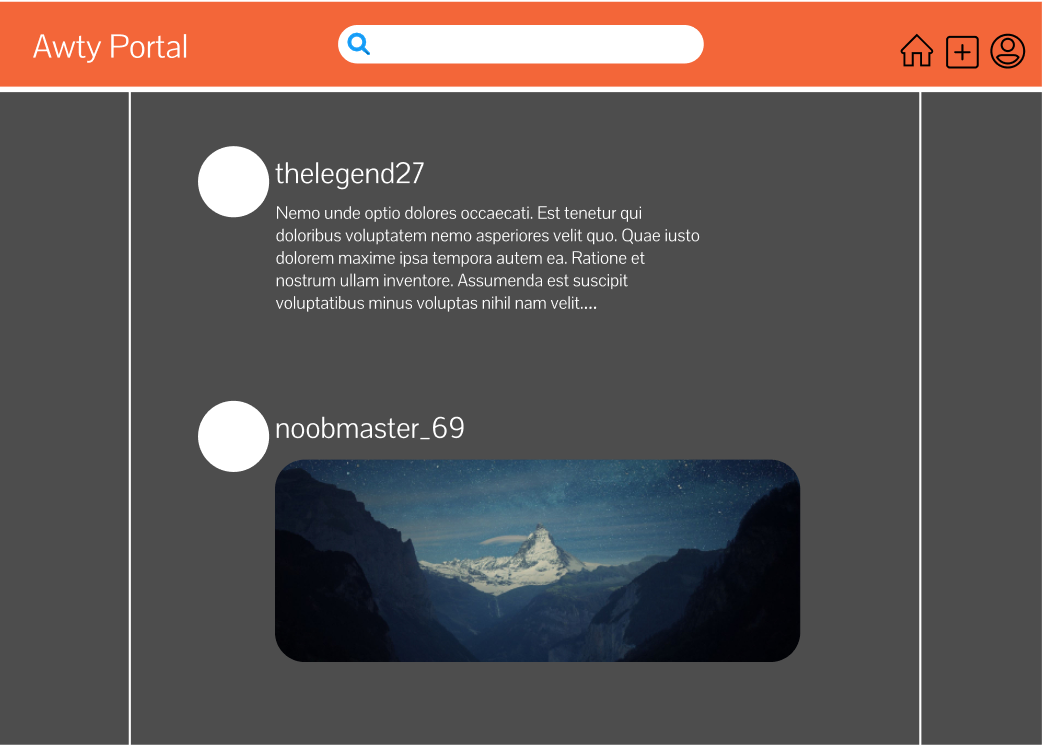 Awty Portal
thelegend27
Nemo unde optio dolores occaecati. Est tenetur qui
doloribus voluptatem nemo asperiores velit quo. Quae iusto
dolorem maxime ipsa tempora autem ea. Ratione et
nostrum ullam inventore. Assumenda est suscipit
voluptatibus minus voluptas nihil nam velit....
noobmaster_69